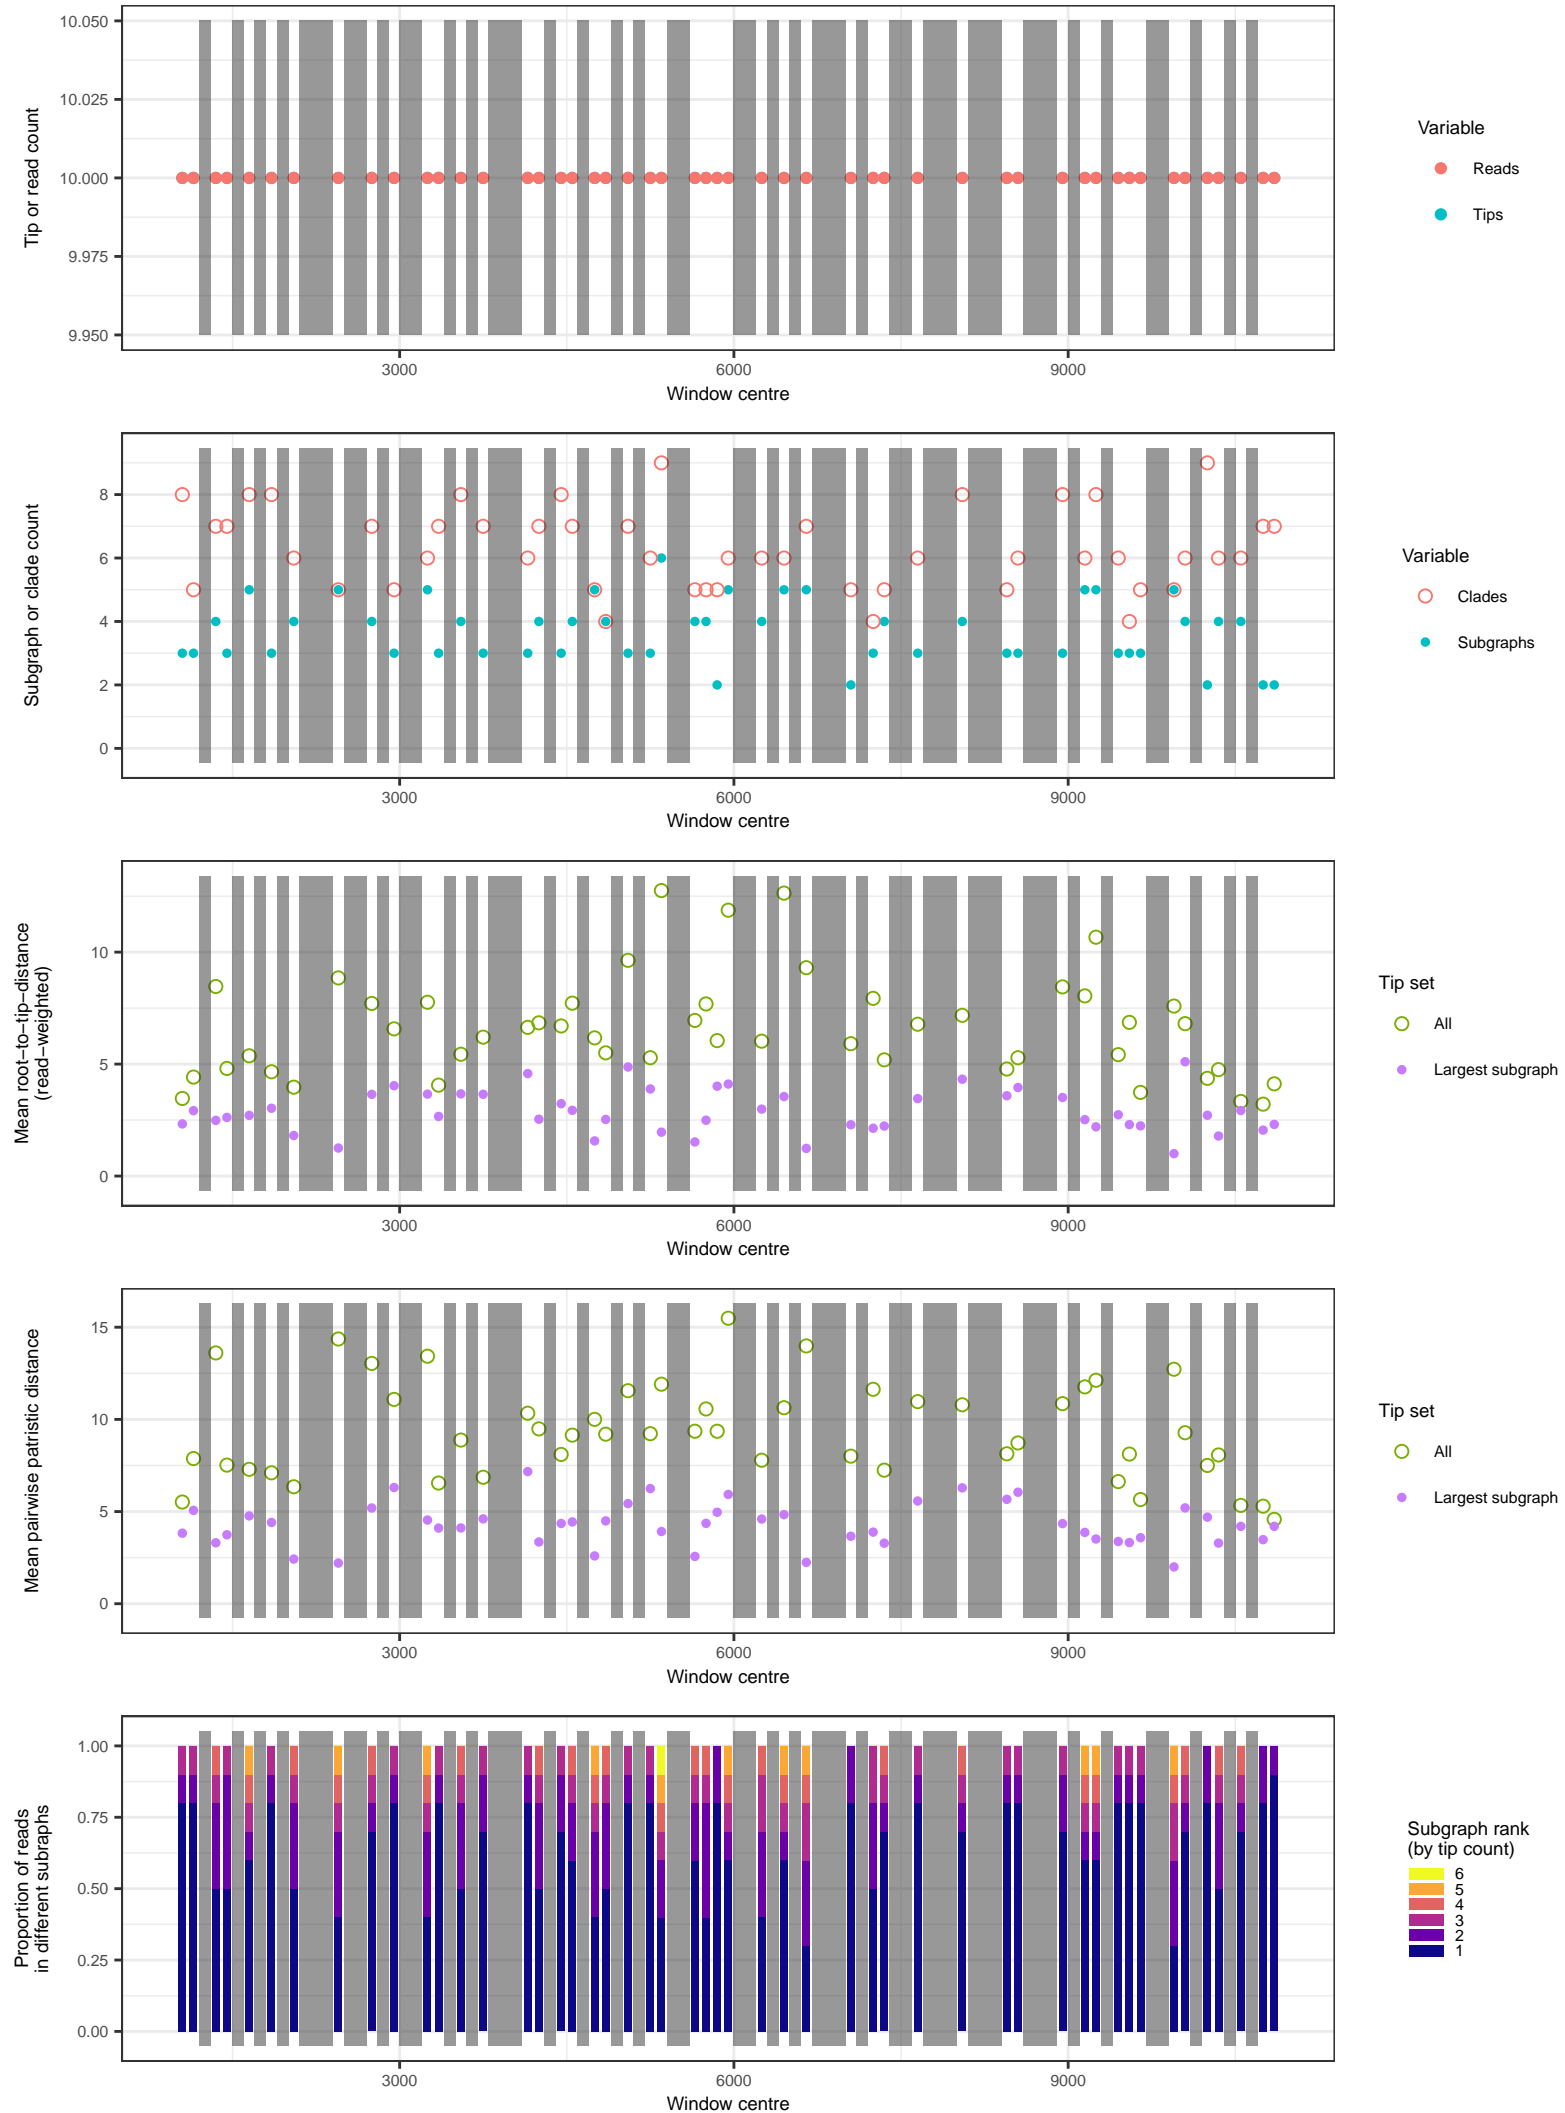 10.050
10.025
10.000
9.975
9.950
Tip or read count
3000 6000 9000
Window centre
Variable
Reads
Tips
8
6
4
2
0
Subgraph or clade count
3000 6000 9000
Window centre
Variable
Clades
Subgraphs
10
5
0
Mean root−to−tip−distance
(read−weighted)
3000 6000 9000
Window centre
Tip set
All
Largest subgraph
15
10
5
0
Mean pairwise patristic distance
3000 6000 9000
Window centre
Tip set
All
Largest subgraph
1.00
0.75
0.50
0.25
0.00
Proportion of reads
in different subraphs
3000 6000 9000
Window centre
Subgraph rank
(by tip count)
6
5
4
3
2
1